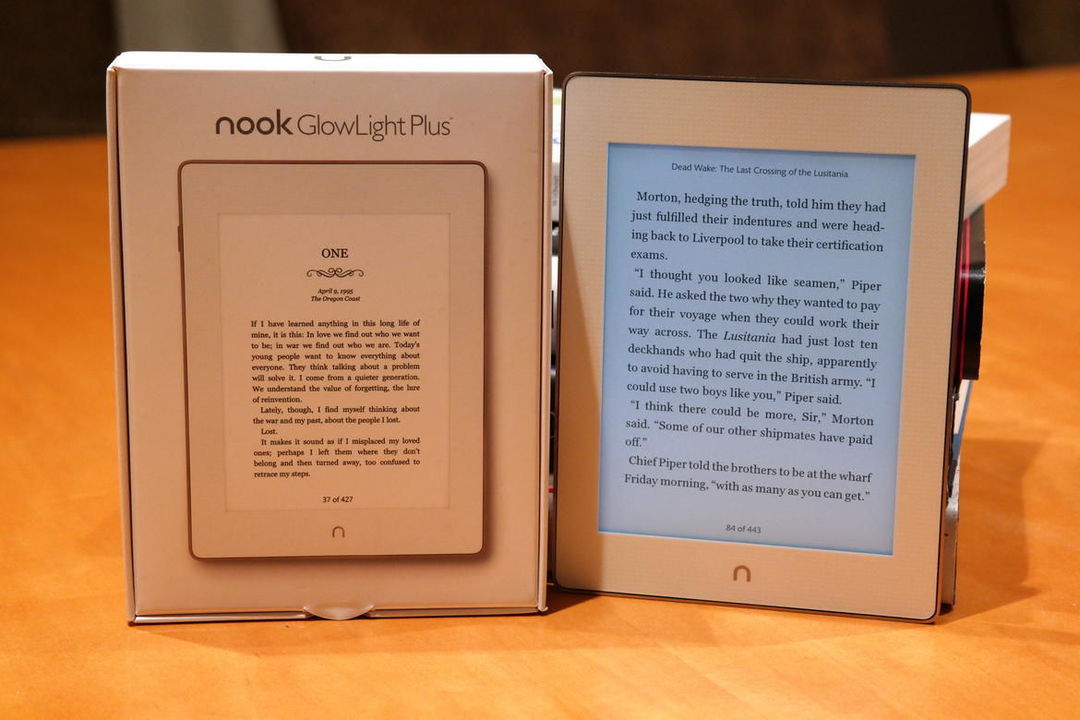 nook GlowLight Plus™
ONE
April 9, 1995
The Oregon Coast
If I have learned anything in this long life of
mine, it is this: In love we find out who we want
to be; in war we find out who we are. Today's
young people want to know everything about
everyone. They think talking about a problem
will solve it. I come from a quieter generation.
We understand the value of forgetting, the lure
of reinvention.
Lately, though, I find myself thinking about
the war and my past, about the people I lost.
Lost.
It makes it sound as if I misplaced my loved
ones; perhaps I left them where they don't
belong and then turned away, too confused to
retrace my steps.
37 of 427
n
Dead Wake: The Last Crossing of the Lusitania
Morton, hedging the truth, told him they had
just fulfilled their indentures and were head-
ing back to Liverpool to take their certification
exams.
“I thought you looked like seamen,” Piper
said. He asked the two why they wanted to pay
for their voyage when they could work their
way across. The Lusitania had just lost ten
deckhands who had quit the ship, apparently
to avoid having to serve in the British army. “I
could use two boys like you,” Piper said.
“I think there could be more, Sir,” Morton
said. “Some of our other shipmates have paid
off.”
Chief Piper told the brothers to be at the wharf
Friday morning, “with as many as you can get.”
84 of 443
n